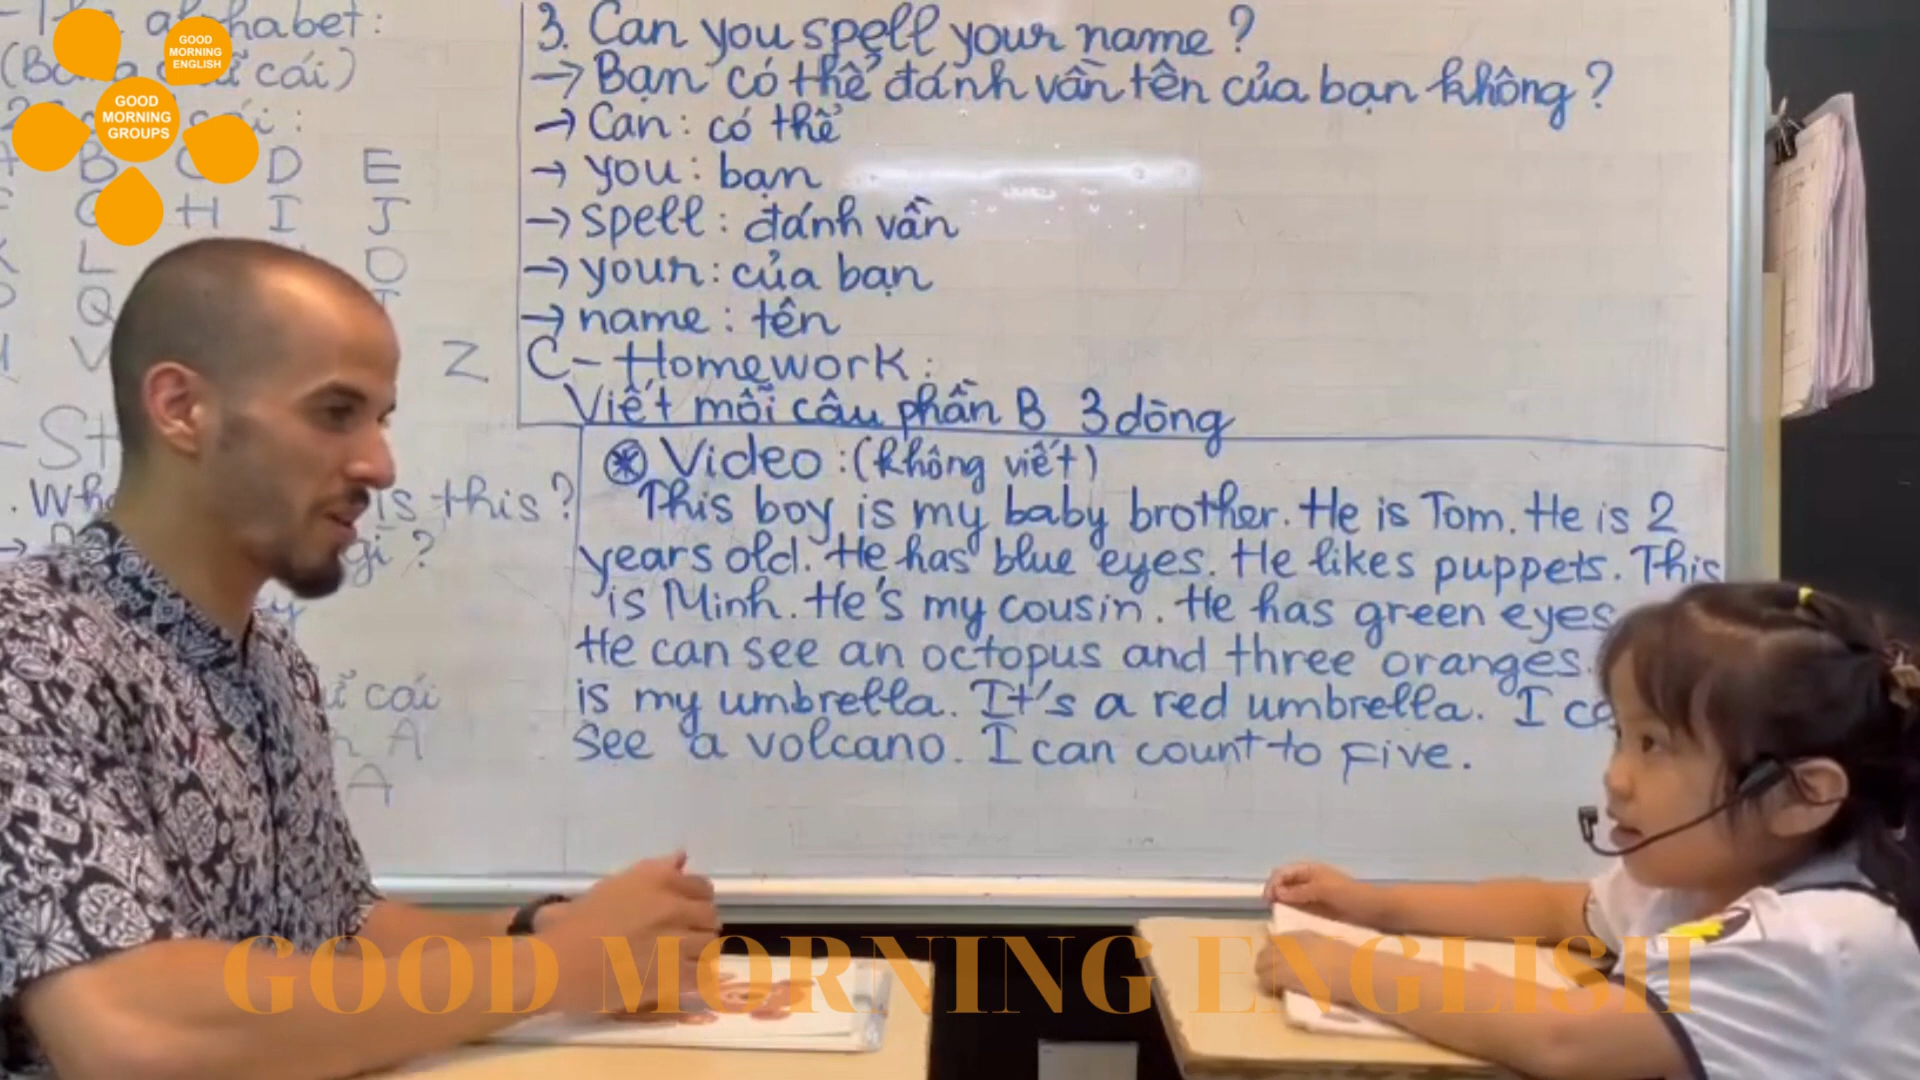 GOOD
MORNING
ENGLISH
GOOD
MORNING
GROUPS
alphabet:
cái)
B C D E
G H I J
L O
Q
V
Z
is this?
gì?
cái
A
A
3. Can you spell your name?
→ Bạn có thể đánh vần tên của bạn không?
→ Can: có thể
→ you: bạn
→ spell: đánh vần
→ your: của bạn
→ name: tên
C- Homework:
Viết mỗi câu phần B 3 dòng
Video: (không viết)
This boy is my baby brother. He is Tom. He is 2
years old. He has blue eyes. He likes puppets. This
is Minh. He's my cousin. He has green eyes
He can see an octopus and three oranges.
is my umbrella. It's a red umbrella. I
see a volcano. I can count to five.
GOOD MORNING ENGLISH